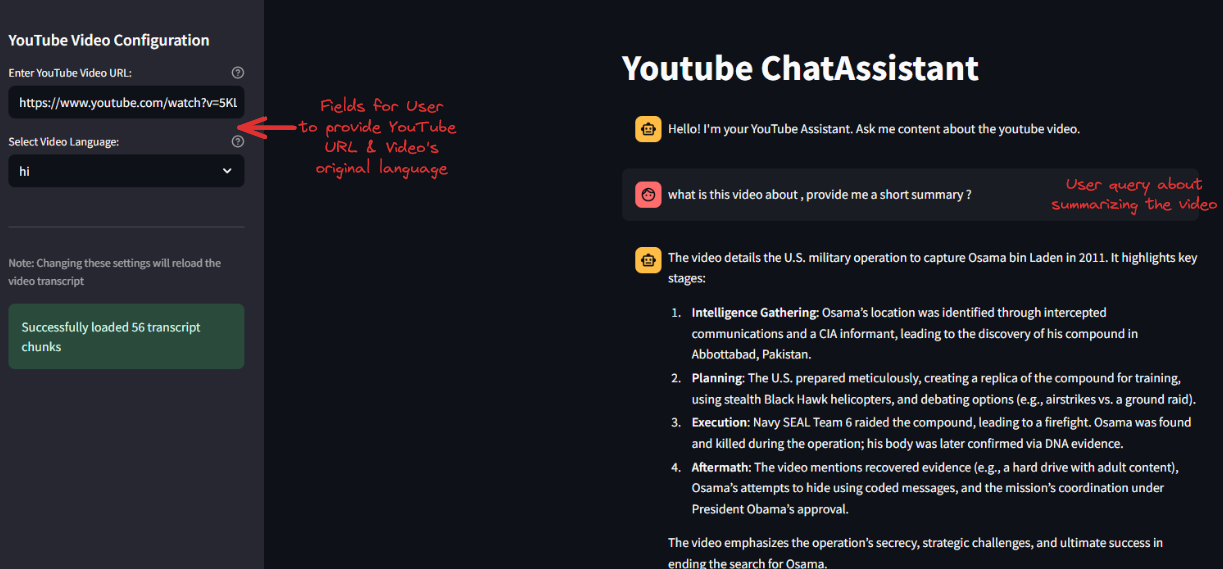 YouTube Video Configuration
Enter YouTube Video URL:
https://www.youtube.com/watch?v=5KL
Select Video Language:
hi
Note: Changing these settings will reload the
video transcript
Successfully loaded 56 transcript
chunks
Fields for User
to provide YouTube
URL & Video's
original language
Youtube ChatAssistant
Hello! I'm your YouTube Assistant. Ask me content about the youtube video.
what is this video about , provide me a short summary ?
User query about
summarizing the video
The video details the U.S. military operation to capture Osama bin Laden in 2011. It highlights key
stages:
1. Intelligence Gathering: Osama's location was identified through intercepted
communications and a CIA informant, leading to the discovery of his compound in
Abbottabad, Pakistan.
2. Planning: The U.S. prepared meticulously, creating a replica of the compound for training,
using stealth Black Hawk helicopters, and debating options (e.g., airstrikes vs. a ground raid).
3. Execution: Navy SEAL Team 6 raided the compound, leading to a firefight. Osama was found
and killed during the operation; his body was later confirmed via DNA evidence.
4. Aftermath: The video mentions recovered evidence (e.g., a hard drive with adult content),
Osama's attempts to hide using coded messages, and the mission's coordination under
President Obama's approval.
The video emphasizes the operation's secrecy, strategic challenges, and ultimate success in
ending the search for Osama.